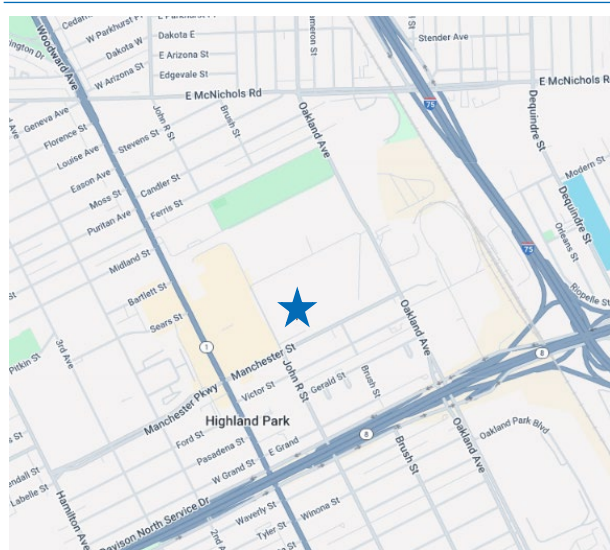 Cedar
W Parkhurst Pl
Dakota W
W Arizona St
Dakota E
E Arizona St
Edgevale St
Stender Ave
Woodward Ave
E McNichols Rd
E McNichols Rd
75
Geneva Ave
Florence St
Louise Ave
Eason Ave
Moss St
Puritan Ave
Stevens St
John R St
Brush St
Candler St
Ferris St
Oakland Ave
Dequindre St
Modern St
Dequindre St
Orleans St
75
Riopelle St
Midland St
Bartlett St
Sears St
3rd Ave
Pitkin St
1
Manchester St
Manchester Pkwy
Victor St
John R St
Gerald St
Brush St
Oakland Ave
8
Highland Park
Ford St
Pasadena St
W Grand St
E Grand
8
Brush St
Oakland Ave
Oakland Park Blvd
Labelle St
Hamilton Ave
Davison North Service Dr
2nd A
Waverly St
Tyler St
Winona St